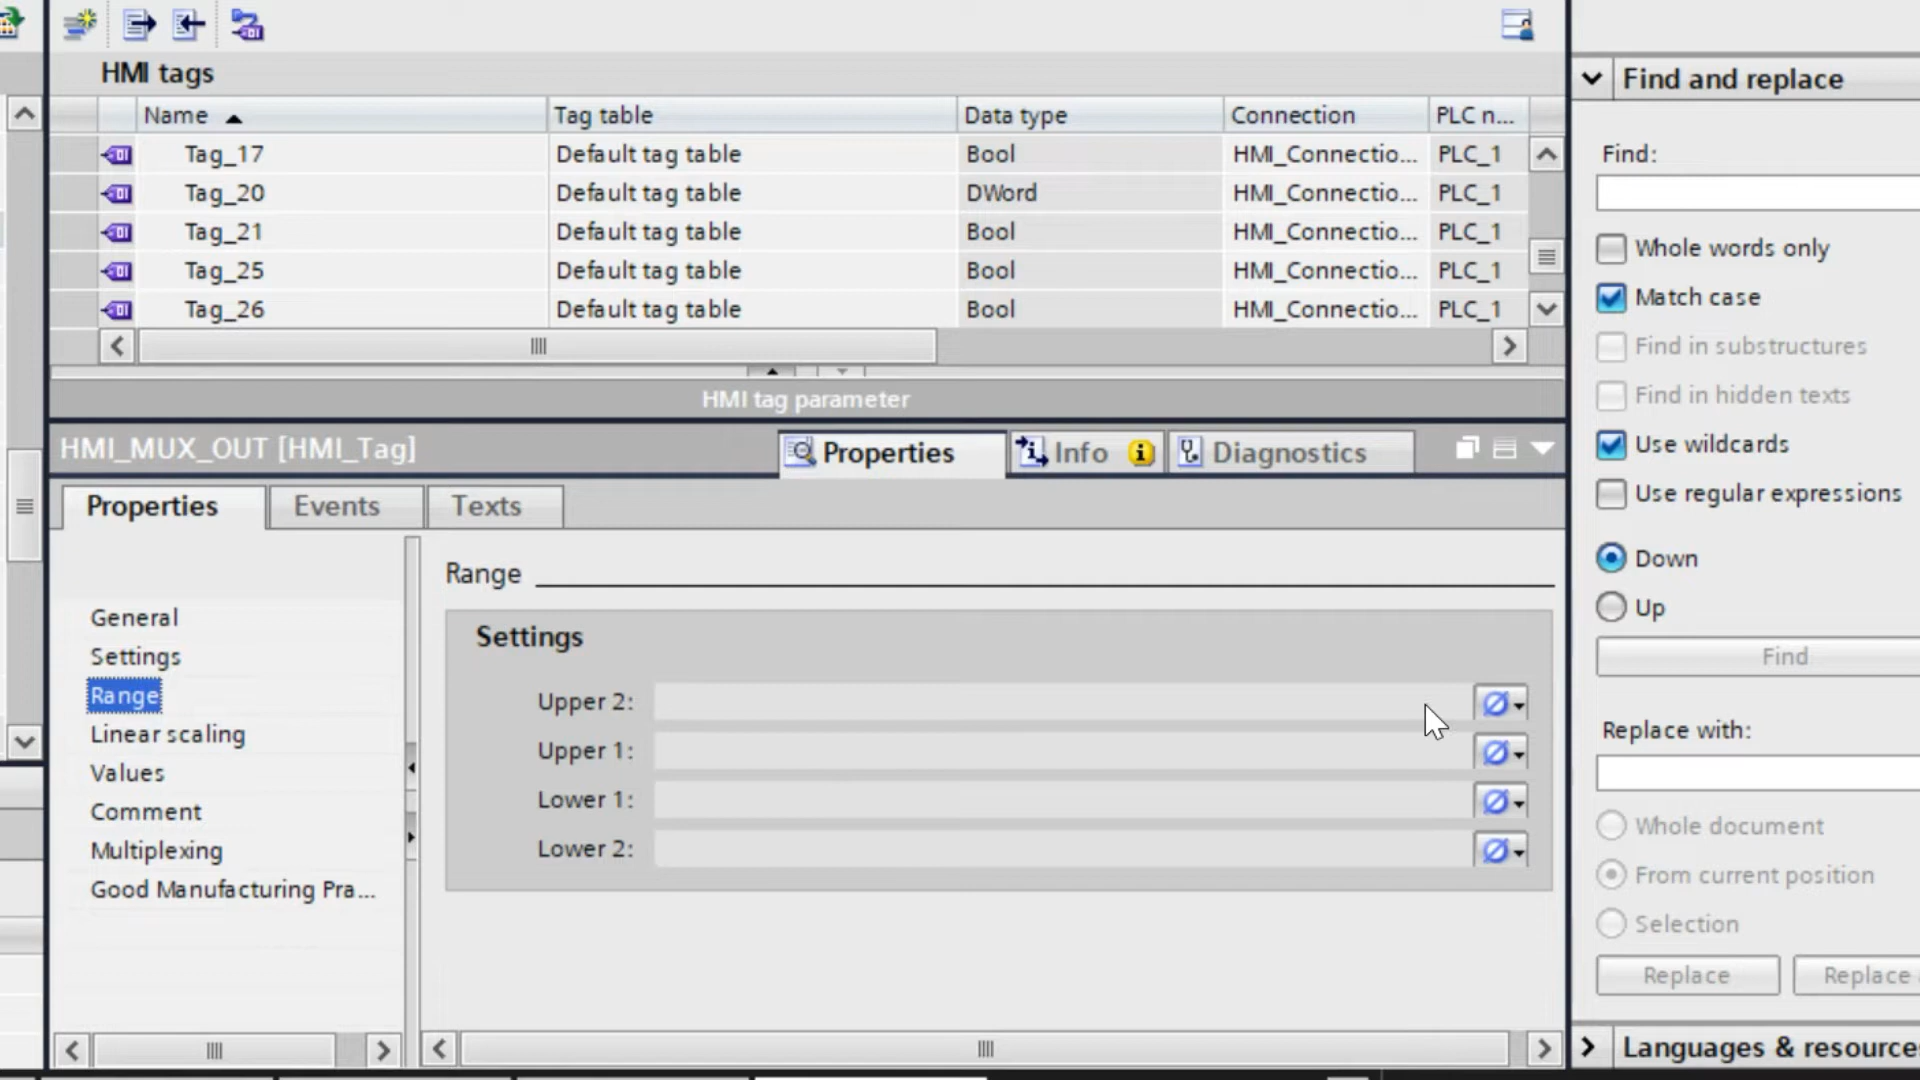 HMI tags
Name Tag table Data type Connection PLC n...
Tag_17 Default tag table Bool HMI_Connectio... PLC_1
Tag_20 Default tag table DWord HMI_Connectio... PLC_1
Tag_21 Default tag table Bool HMI_Connectio... PLC_1
Tag_25 Default tag table Bool HMI_Connectio... PLC_1
Tag_26 Default tag table Bool HMI_Connectio... PLC_1
HMI tag parameter
HMI_MUX_OUT [HMI_Tag]
Properties Info Diagnostics
Properties Events Texts
General
Settings
Range
Linear scaling
Values
Comment
Multiplexing
Good Manufacturing Pra...
Range
Settings
Upper 2:
Upper 1:
Lower 1:
Lower 2:
Find and replace
Find:
Whole words only
Match case
Find in substructures
Find in hidden texts
Use wildcards
Use regular expressions
Down
Up
Find
Replace with:
Whole document
From current position
Selection
Replace Replace
Languages & resource